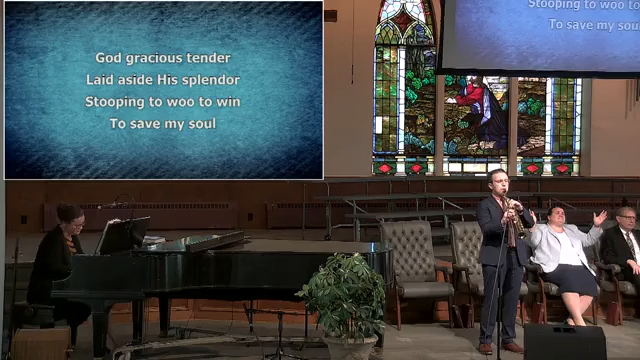 God gracious tender
Laid aside His splendor
Stooping to woo to win
To save my soul
Stooping to woo to
To save my sou